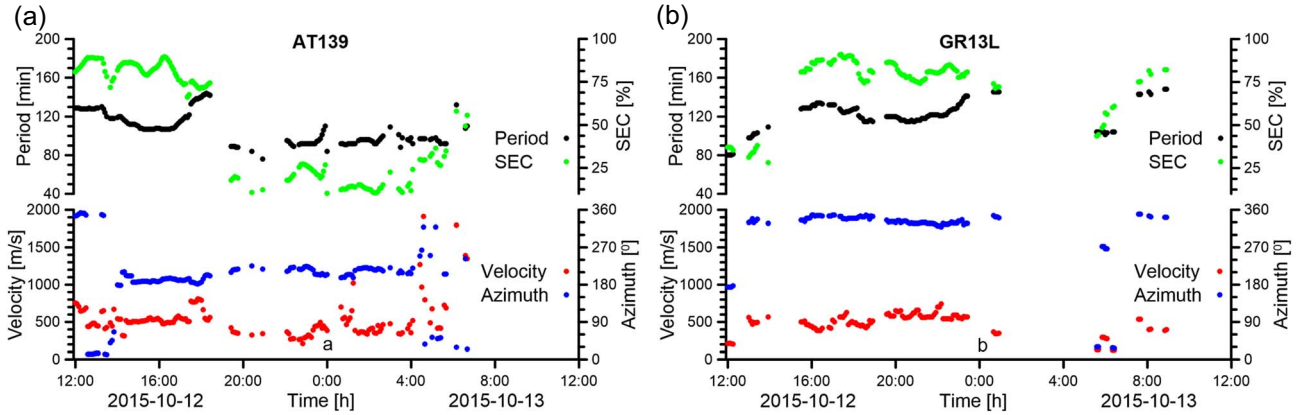 (a)
AT139
200
160
120
80
40
Period [min]
100
75
50
25
SEC [%]
Period
SEC
2000
1500
1000
500
0
Velocity [m/s]
360
270
180
90
0
Azimuth [º]
Velocity
Azimuth
a
12:00 16:00 20:00 0:00 4:00 8:00 12:00
2015-10-12 Time [h] 2015-10-13
(b)
GR13L
200
160
120
80
40
Period [min]
100
75
50
25
SEC [%]
Period
SEC
2000
1500
1000
500
0
Velocity [m/s]
360
270
180
90
0
Azimuth [º]
Velocity
Azimuth
b
12:00 16:00 20:00 0:00 4:00 8:00 12:00
2015-10-12 Time [h] 2015-10-13